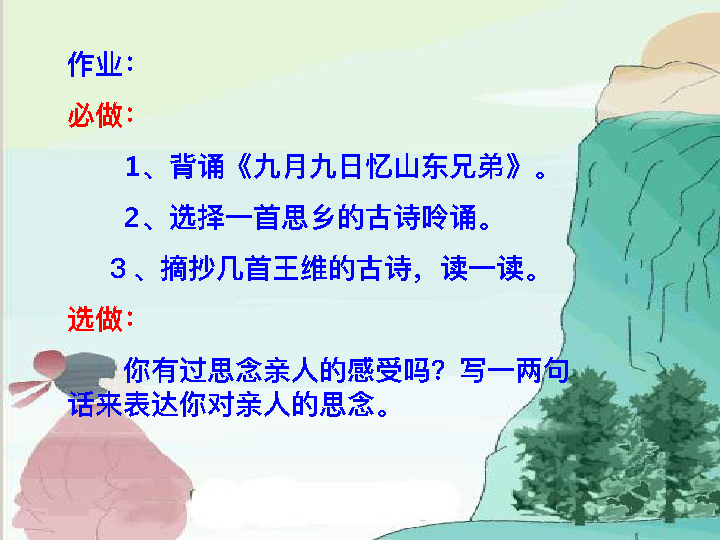 作业：
必做：
1、背诵《九月九日忆山东兄弟》。
2、选择一首思乡的古诗吟诵。
３、摘抄几首王维的古诗，读一读。
选做：
你有过思念亲人的感受吗？写一两句
话来表达你对亲人的思念。